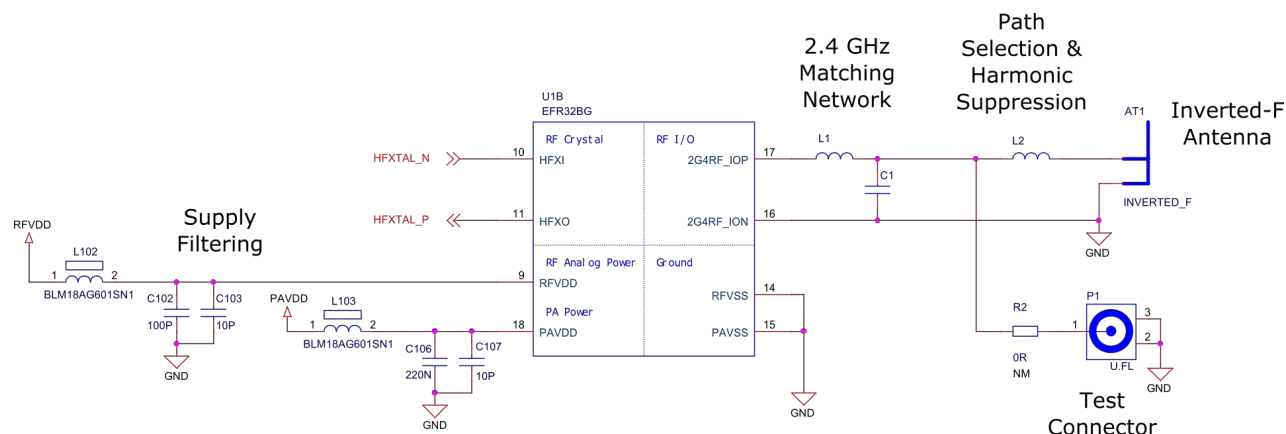 Path
Selection &
Harmonic
Suppression
2.4 GHz
Matching
Network
Inverted-F
Antenna
AT1
INVERTED_F
U1B
EFR32BG
RF Crystal
RF I/O
HFXTAL_N
10
HFXI
2G4RF_IOP
17
L1
C1
L2
HFXTAL_P
11
HFXO
2G4RF_ION
16
GND
Supply
Filtering
RFVDD
L102
1
2
BLM18AG601SN1
C102
100P
C103
10P
GND
RF Analog Power
Ground
9
RFVDD
RFVSS
14
PA Power
18
PAVDD
PAVSS
15
GND
PAVDD
L103
1
2
BLM18AG601SN1
C106
220N
C107
10P
GND
R2
0R
NM
P1
1
3
2
U.FL
GND
Test
Connector